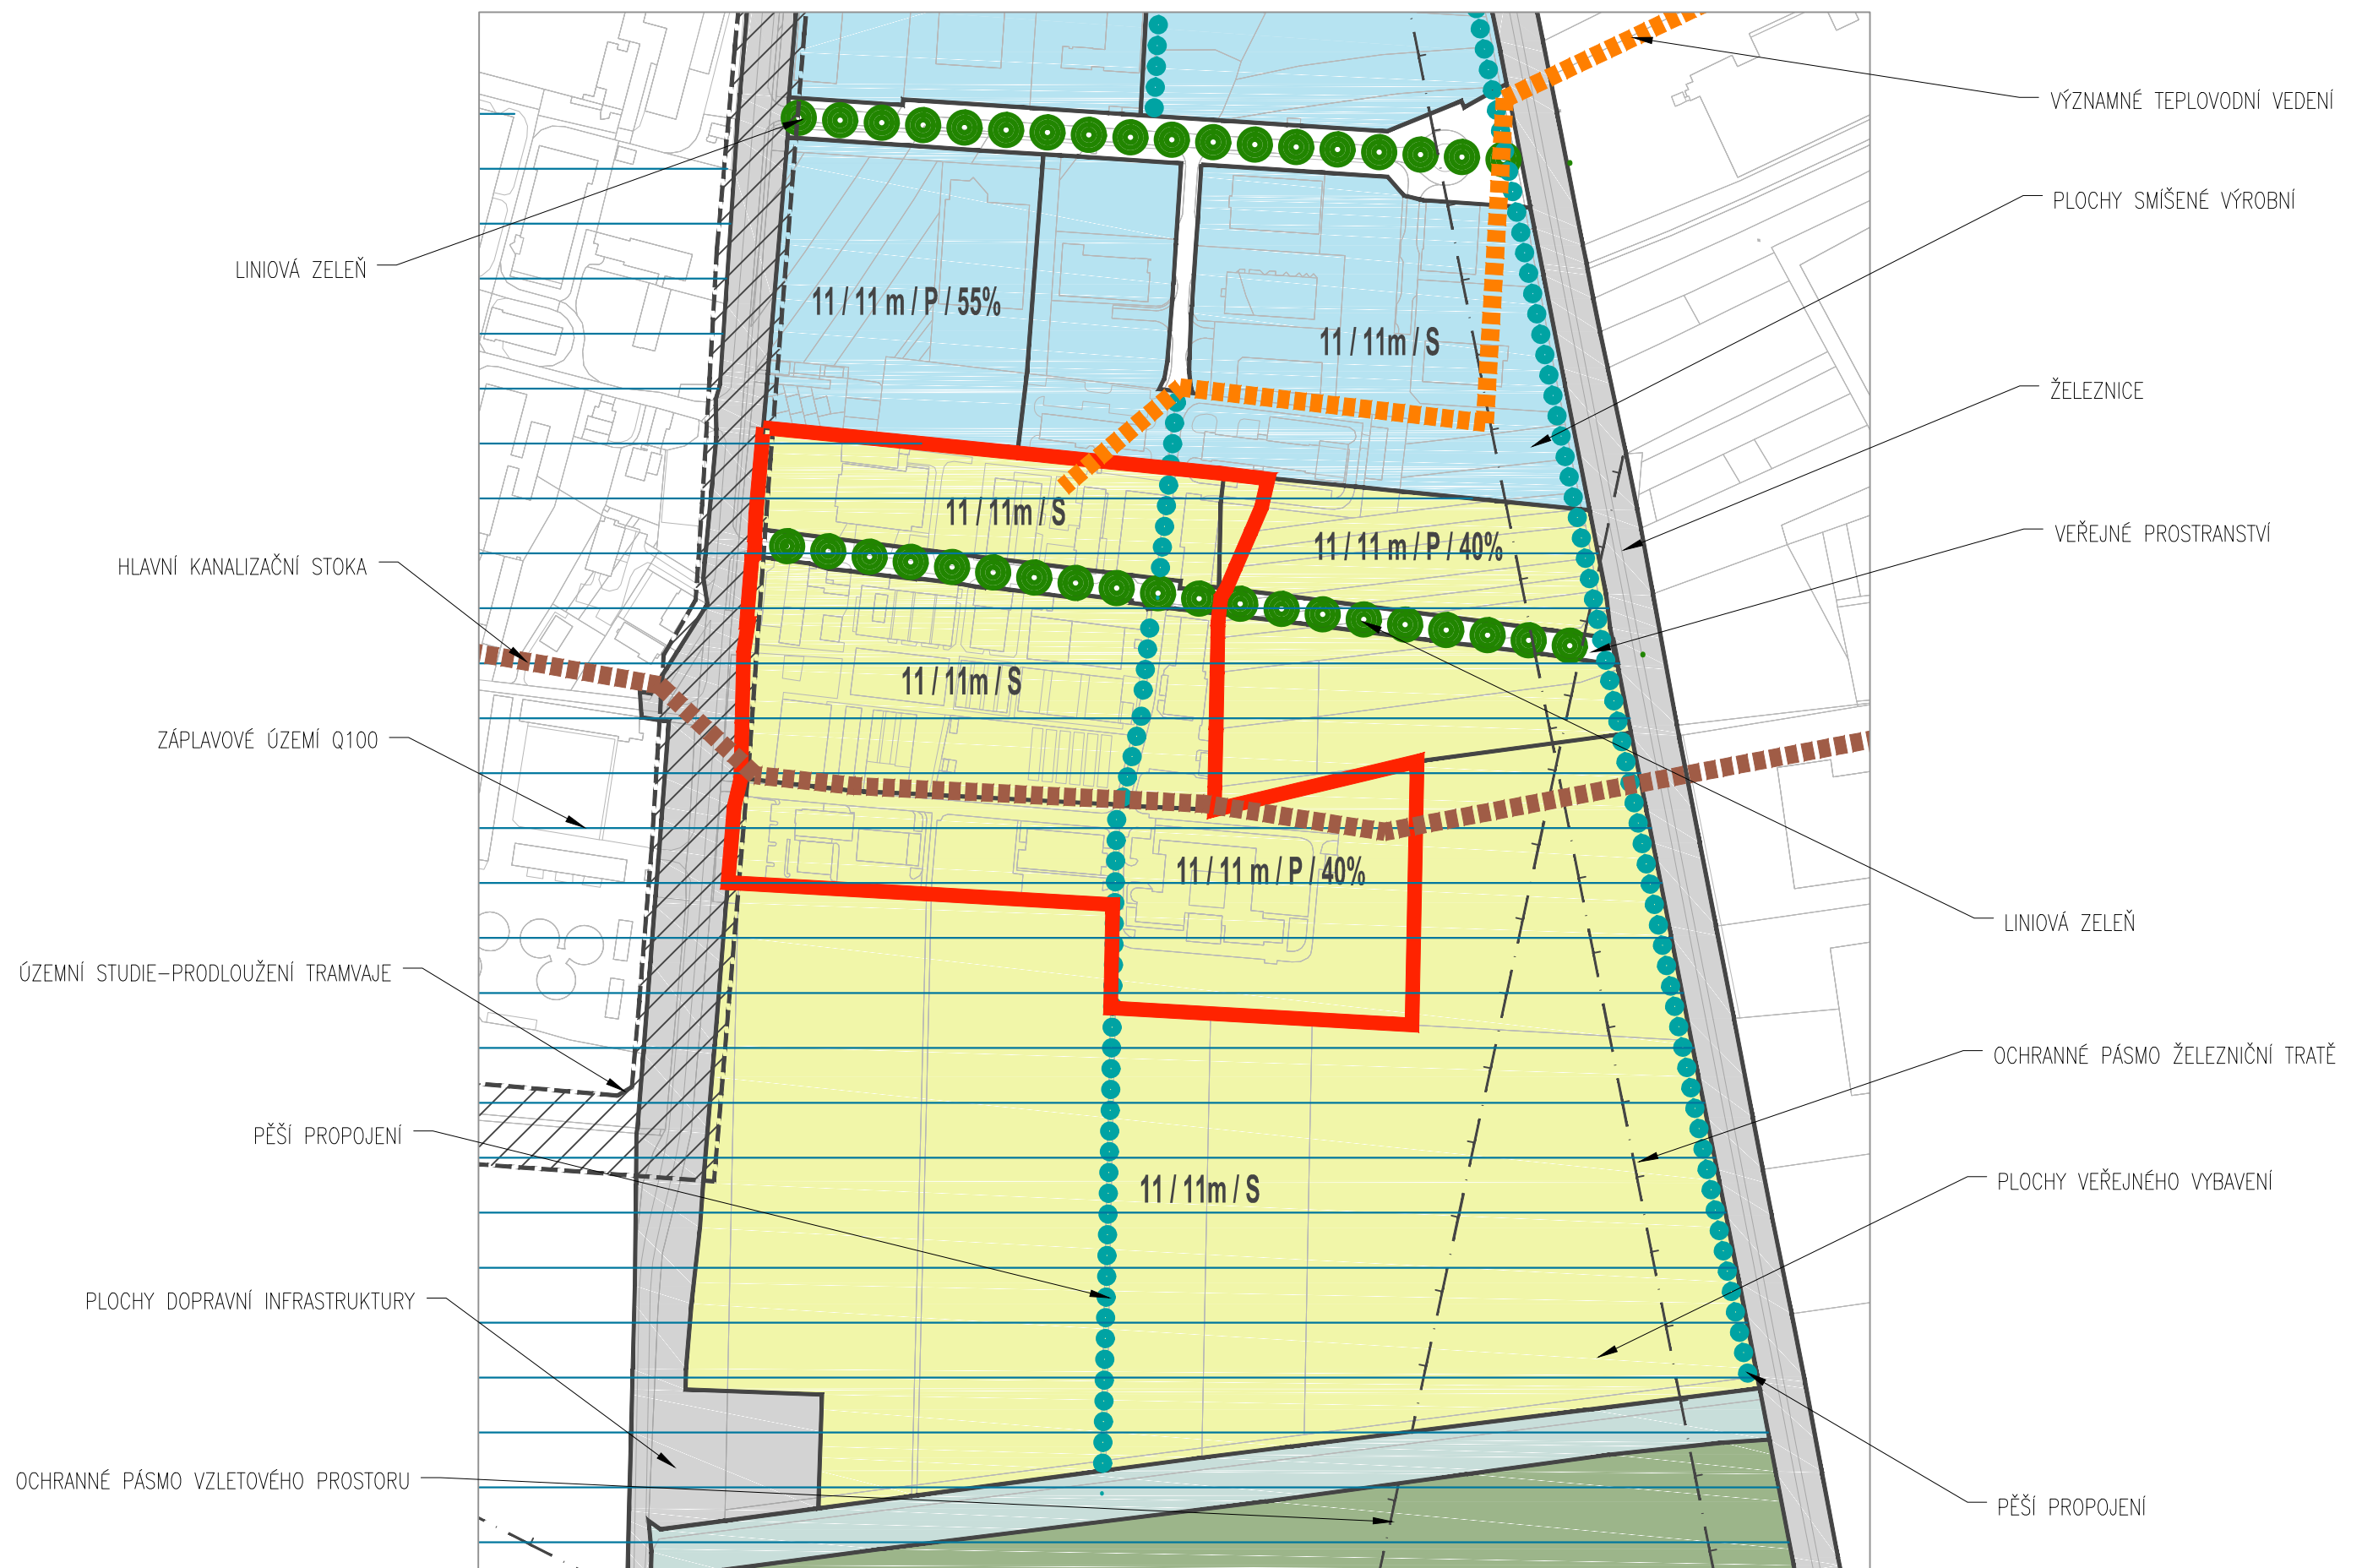 VÝZNAMNÉ TEPLOVODNÍ VEDENÍ
PLOCHY SMÍŠENÉ VÝROBNÍ
LINIOVÁ ZELEŇ
11 / 11 m / P / 55%
11 / 11m / S
ŽELEZNICE
11 / 11m / S
11 / 11 m / P / 40%
VEŘEJNÉ PROSTRANSTVÍ
HLAVNÍ KANALIZAČNÍ STOKA
11 / 11m / S
ZÁPLAVOVÉ ÚZEMÍ Q100
11 / 11 m / P / 40%
LINIOVÁ ZELEŇ
ÚZEMNÍ STUDIE-PRODLOUŽENÍ TRAMVAJE
OCHRANNÉ PÁSMO ŽELEZNIČNÍ TRATĚ
PĚŠÍ PROPOJENÍ
PLOCHY VEŘEJNÉHO VYBAVENÍ
11 / 11m / S
PLOCHY DOPRAVNÍ INFRASTRUKTURY
OCHRANNÉ PÁSMO VZLETOVÉHO PROSTORU
PĚŠÍ PROPOJENÍ